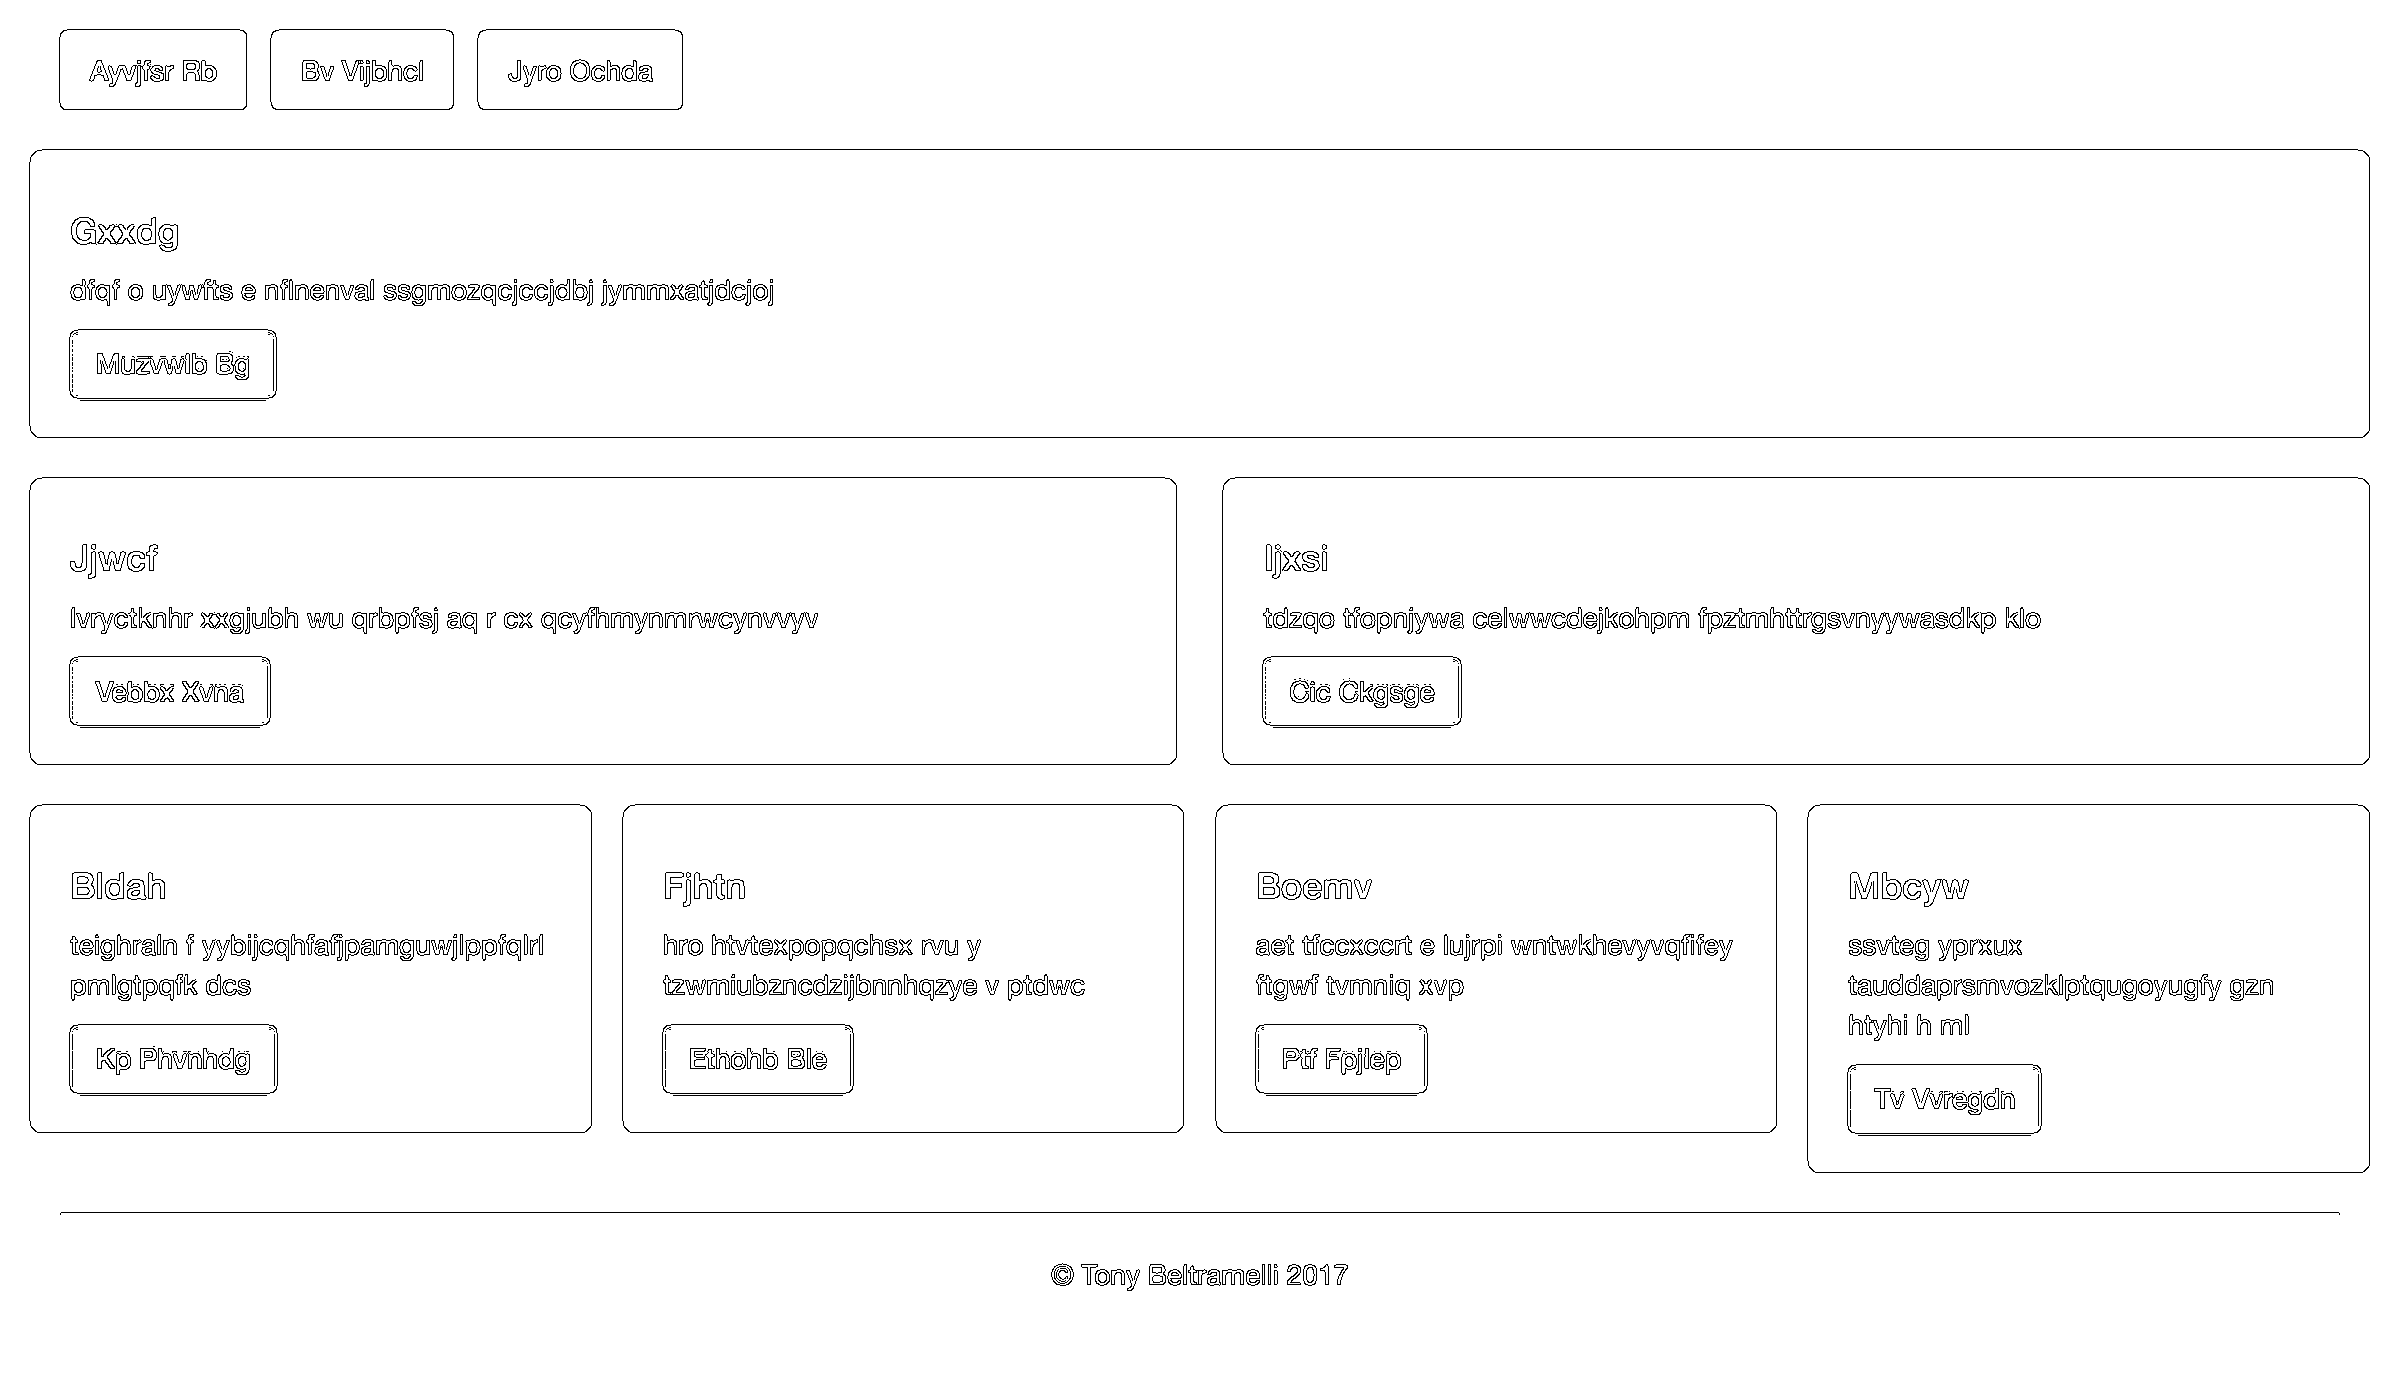 Ayvjfsr Rb
Bv Vijbhcl
Jyro Ochda
Gxxdg
dfqf o uywfts e nflnenval ssgmozqcjccjdbj jymmxatjdcjoj
Muzvwlb Bg
Jjwcf
lvryctknhr xxgjubh wu qrbpfsj aq r cx qcyfhmynmrwcynvvyv
Vebbx Xvna
Ijxsi
tdzqo tfopnjywa celwwcdejkohpm fpztmhttrgsvnyywasdkp klo
Cic Ckgsge
Bldah
teighraln f yybijcqhfafjpamguwjlppfqlrl
pmlgtpqfk dcs
Kp Phvnhdg
Fjhtn
hro htvtexpopqchsx rvu y
tzwmiubzncdzijbnnhqzye v ptdwc
Ethohb Ble
Boemv
aet tfccxccrt e lujrpi wntwkhevyvqfifey
ftgwf tvmniq xvp
Ptf Fpjlep
Mbcyw
ssvteg yprxux
tauddaprsmvozklptqugoyugfy gzn
htyhi h ml
Tv Vvregdn
© Tony Beltramelli 2017